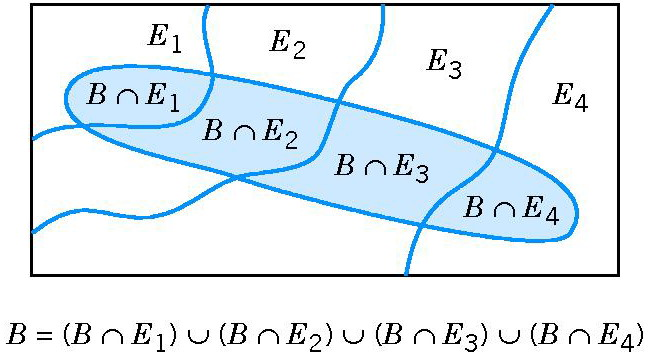 E₁
E₂
E₃
E₄
B ∩ E₁
B ∩ E₂
B ∩ E₃
B ∩ E₄
B = (B ∩ E₁) ∪ (B ∩ E₂) ∪ (B ∩ E₃) ∪ (B ∩ E₄)